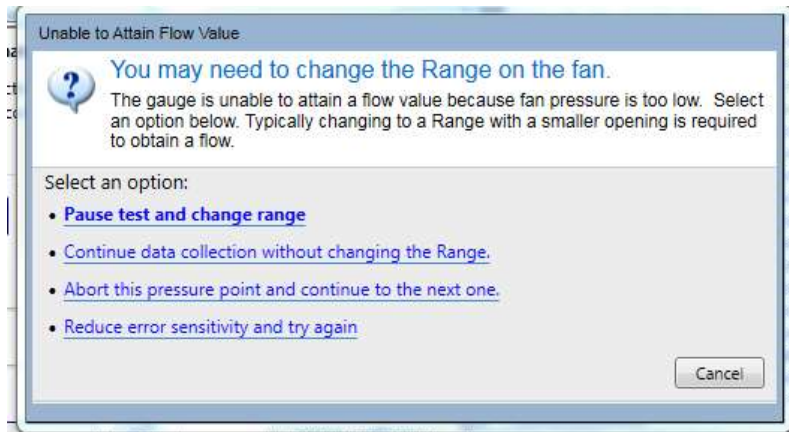 Unable to Attain Flow Value
You may need to change the Range on the fan.
The gauge is unable to attain a flow value because fan pressure is too low. Select
an option below. Typically changing to a Range with a smaller opening is required
to obtain a flow.
Select an option:
• Pause test and change range
• Continue data collection without changing the Range.
• Abort this pressure point and continue to the next one.
• Reduce error sensitivity and try again
Cancel